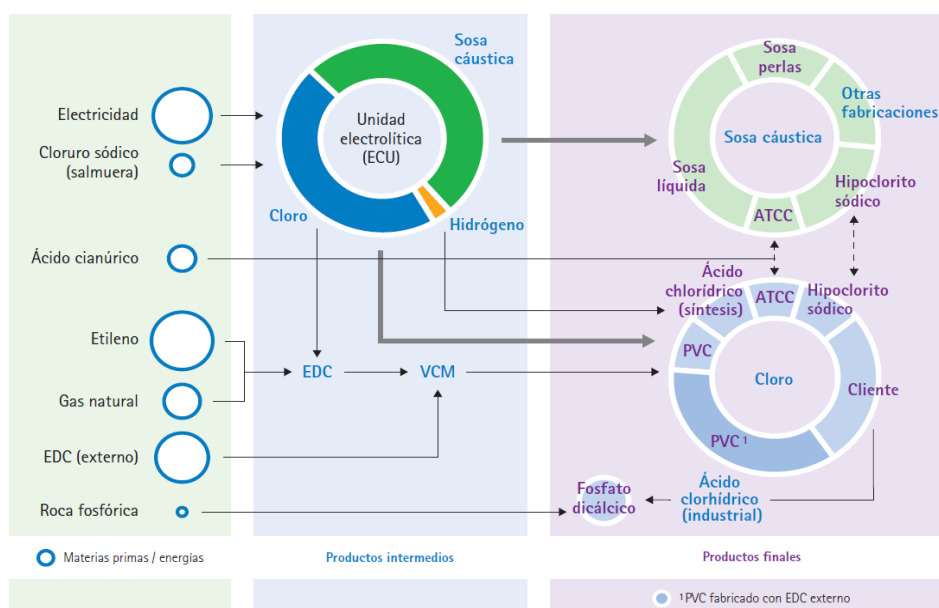 Electricidad
Cloruro sódico
(salmuera)
Ácido cianúrico
Etileno
Gas natural
EDC (externo)
Roca fosfórica
Materias primas / energías
Sosa
cáustica
Unidad
electrolítica
(ECU)
Cloro
Hidrógeno
EDC
VCM
Productos intermedios
Sosa
perlas
Otras
fabricaciones
Sosa cáustica
Sosa
líquida
Hipoclorito
sódico
ATCC
Ácido
chlorídrico
(síntesis)
ATCC
Hipoclorito
sódico
PVC
Cloro
Cliente
PVC ¹
Fosfato
dicálcico
Ácido
clorhídrico
(industrial)
Productos finales
¹ PVC fabricado con EDC externo